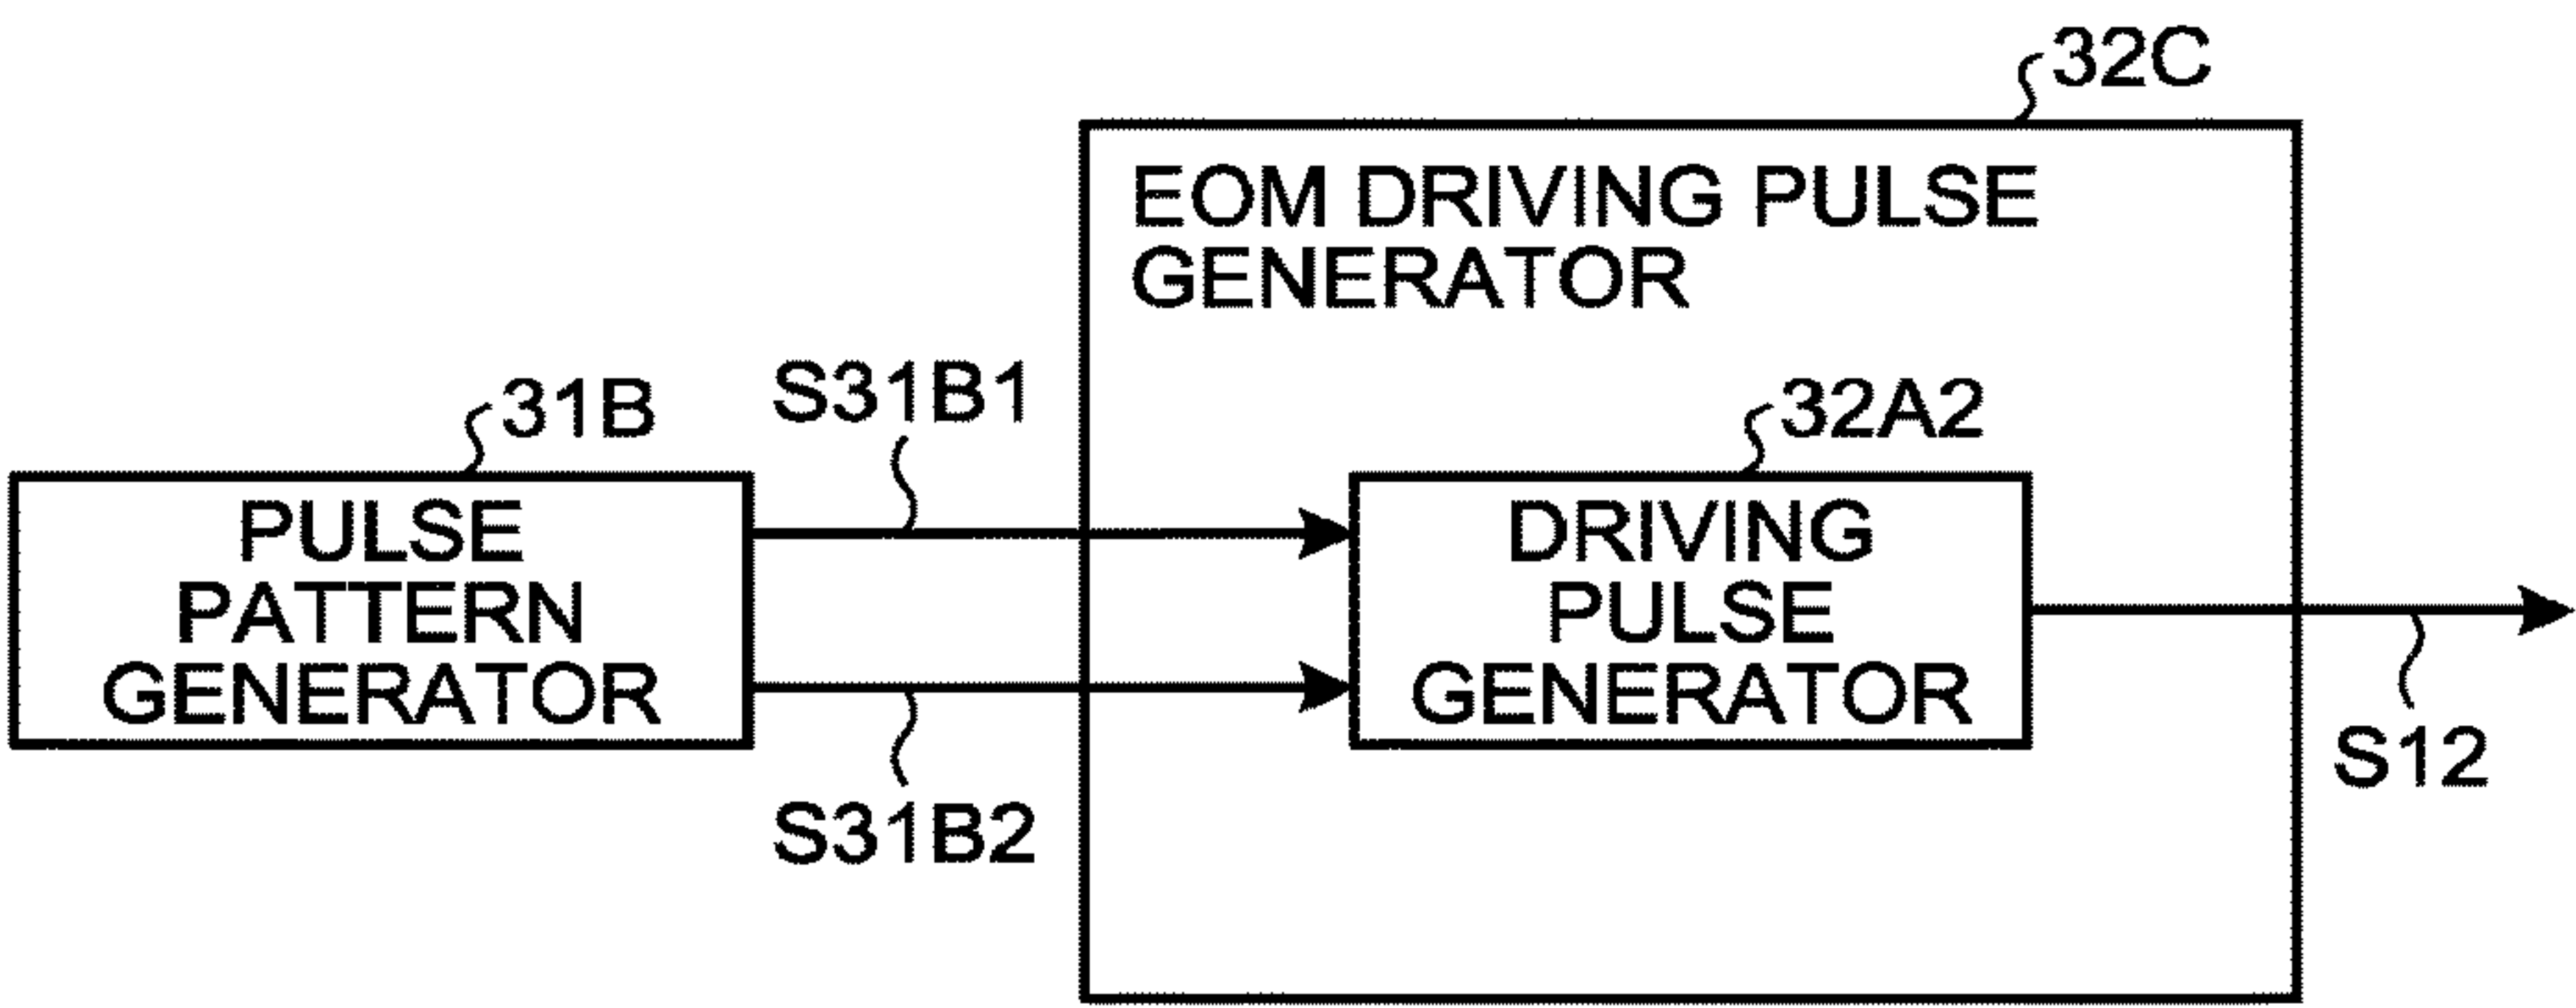 32C
EOM DRIVING PULSE
GENERATOR
S31B1
31B
32A2
PULSE
PATTERN
GENERATOR
DRIVING
PULSE
GENERATOR
S12
S31B2